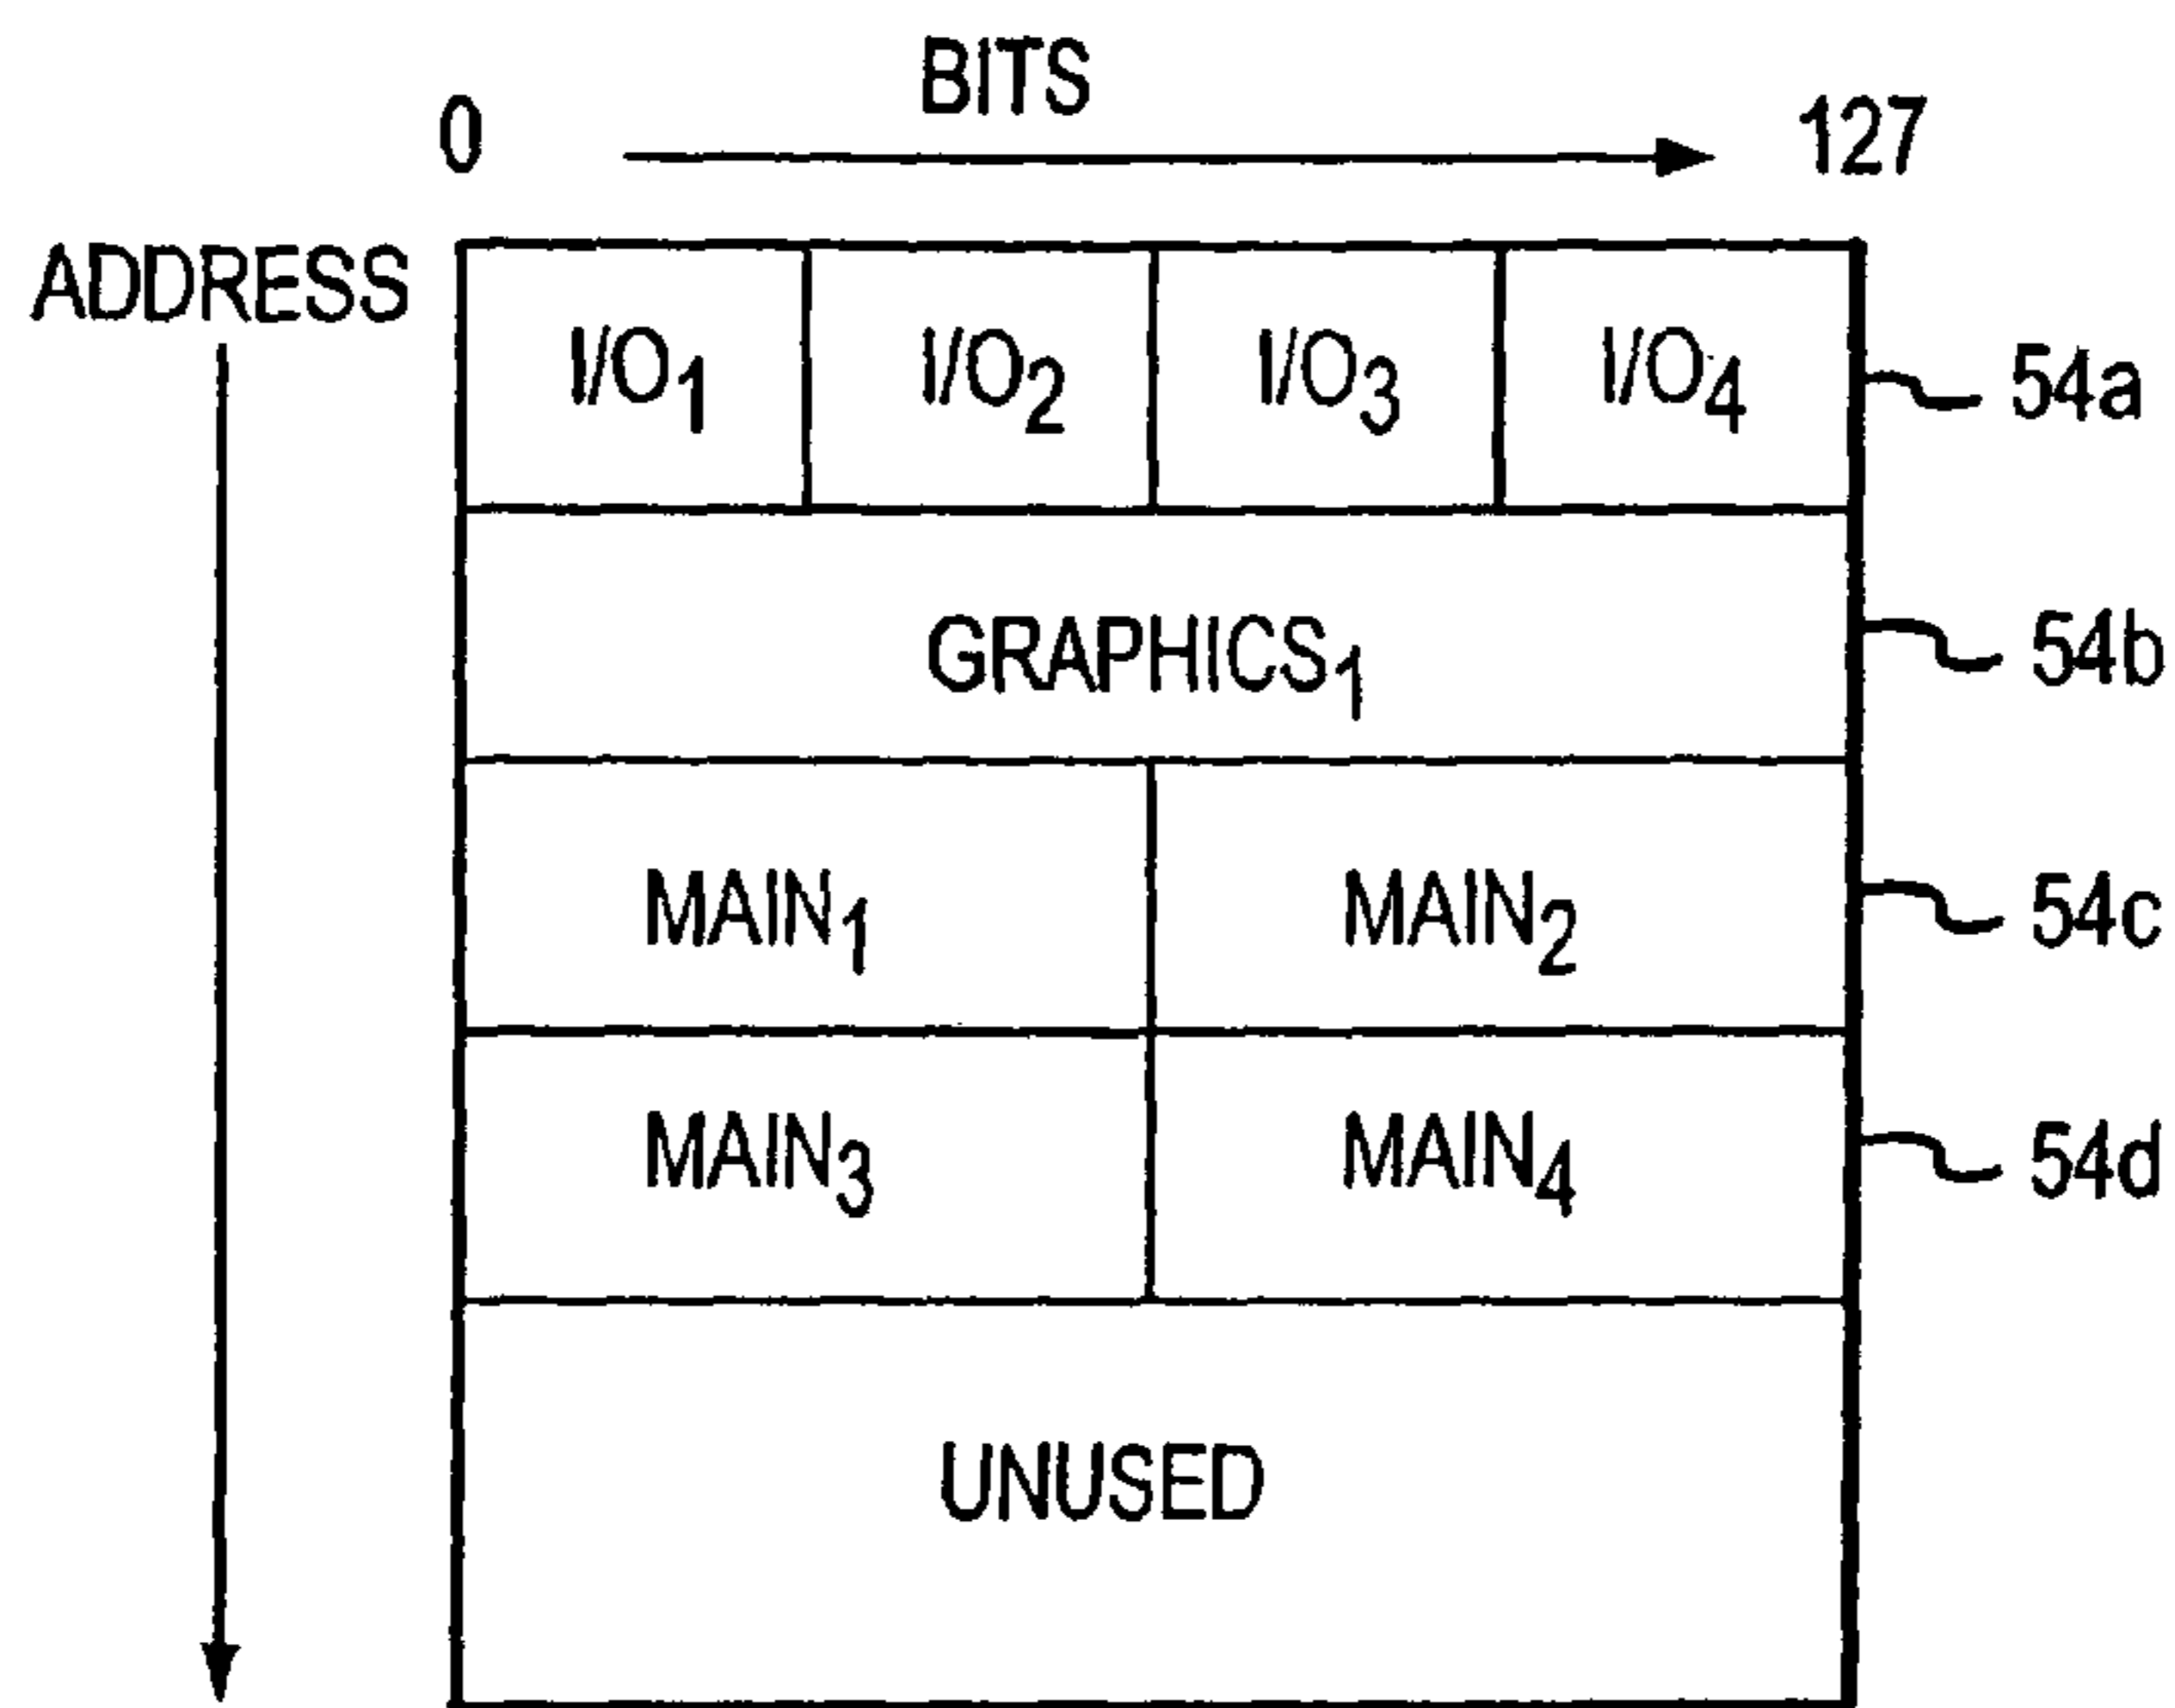 BITS
0 127
ADDRESS
I/O1 I/O2 I/O3 I/O4 54a
GRAPHICS1 54b
MAIN1 MAIN2 54c
MAIN3 MAIN4 54d
UNUSED